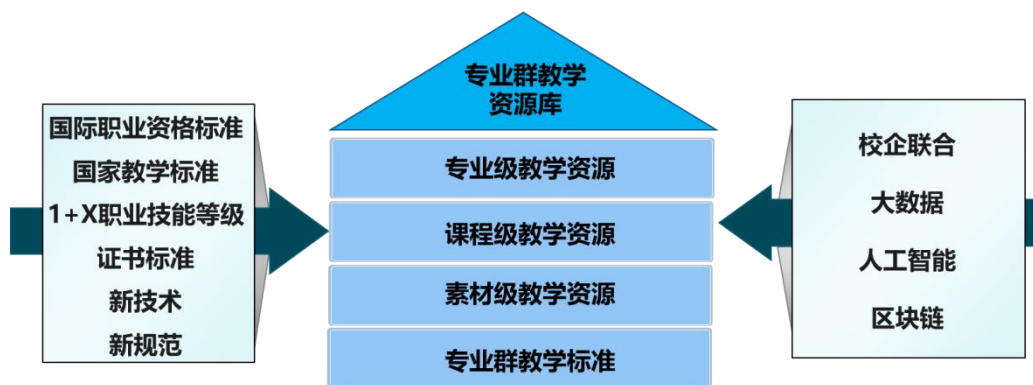 专业群教学
资源库
国际职业资格标准
国家教学标准
1+X职业技能等级
证书标准
新技术
新规范
专业级教学资源
课程级教学资源
素材级教学资源
专业群教学标准
校企联合
大数据
人工智能
区块链